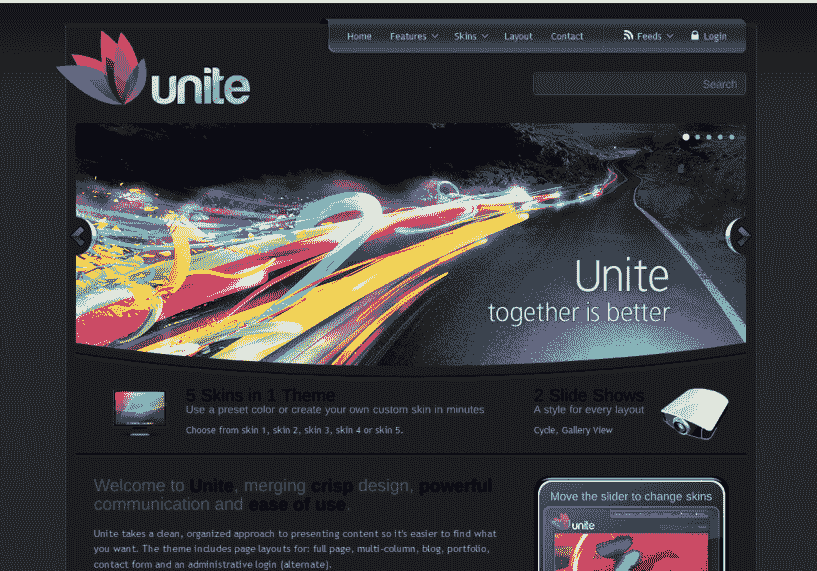 Home Features Skins Layout Contact Feeds Login
unite
Search
Unite
together is better
5 Skins in 1 Theme
Use a preset color or create your own custom skin in minutes
Choose from skin 1, skin 2, skin 3, skin 4 or skin 5.
2 Slide Shows
A style for every layout
Cycle, Gallery View
Welcome to Unite, merging crisp design, powerful
communication and ease of use.
Unite takes a clean, organized approach to presenting content so it's easier to find what
you want. The theme includes page layouts for: full page, multi-column, blog, portfolio,
contact form and an administrative login (alternate).
Move the slider to change skins
unite